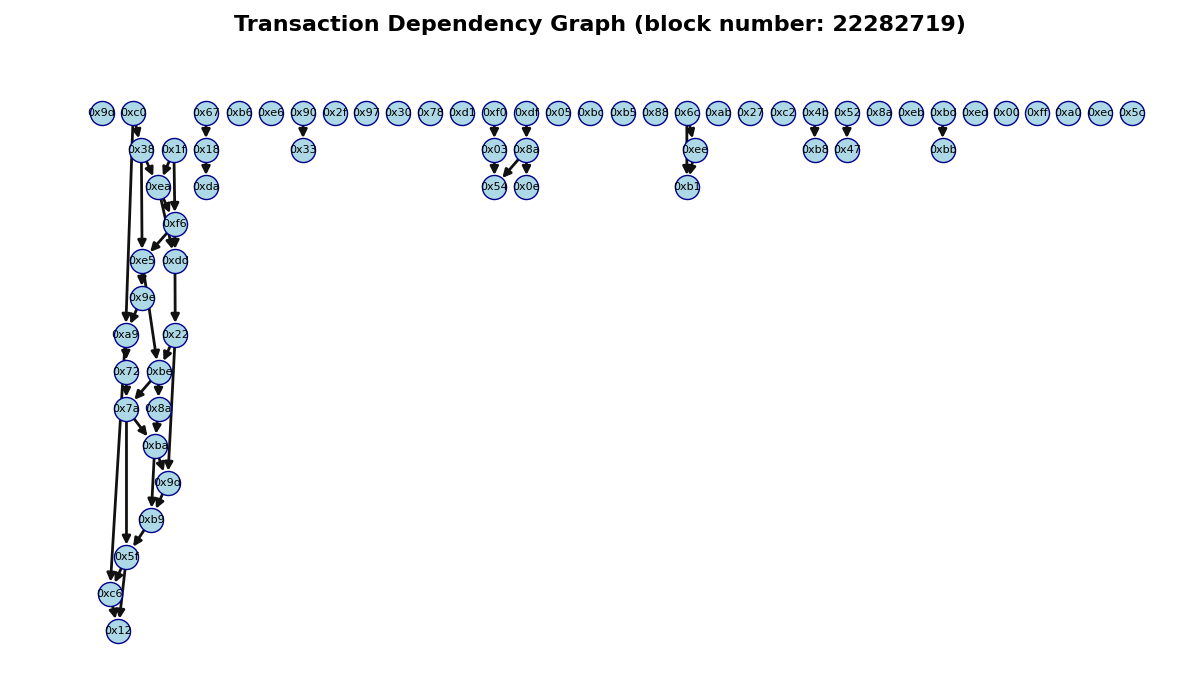 Transaction Dependency Graph (block number: 22282719)
0x9d 0xc0 0x67 0xb6 0xe6 0x90 0x2f 0x97 0x30 0x78 0xd1 0xf0 0xdf 0x05 0xbc 0xb5 0x88 0x6c 0xab 0x27 0xc2 0x4b 0x52 0x8a 0xeb 0xbd 0xed 0x00 0xff 0xa0 0xec 0x5c
0x38 0x1f 0x18 0x33 0x03 0x8a 0xee 0xb8 0x47 0xbb
0xea 0xda 0x54 0x0e 0xb1
0xf6
0xe5 0xdd
0x9e
0xa9 0x22
0x72 0xbe
0x7a 0x8a
0xba
0x9d
0xb9
0x5f
0xc6
0x12